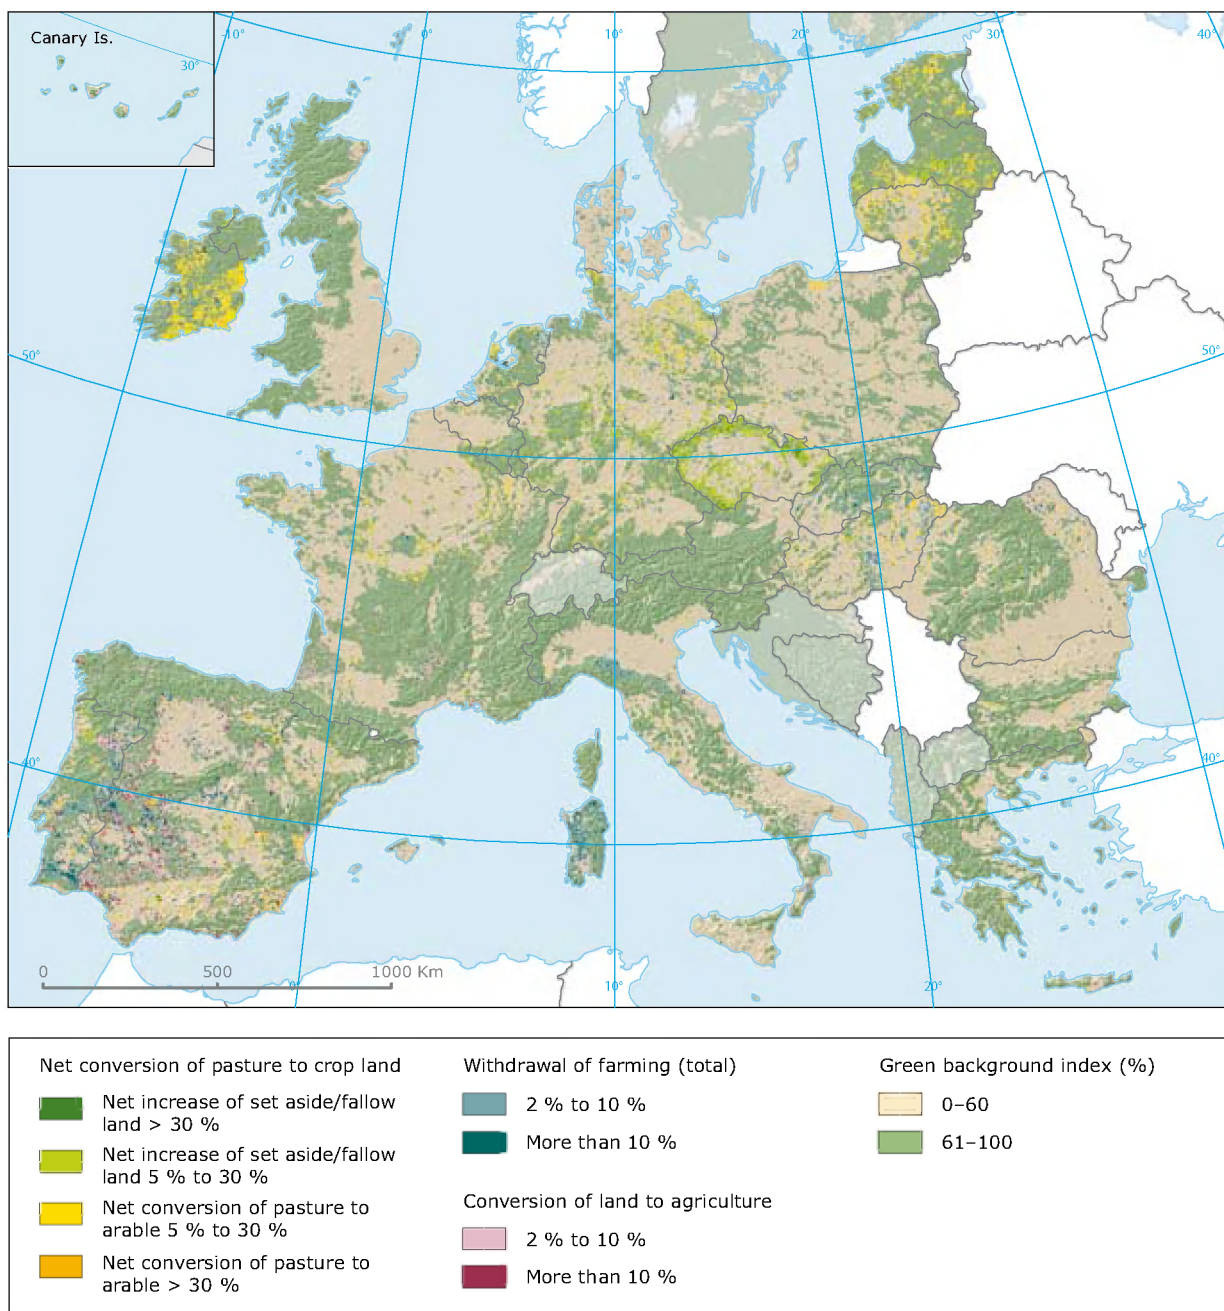 Canary Is.
30°
-10°
0°
10°
20°
30°
40°
50°
50°
40°
40°
0
500
1000 Km
0°
10°
20°
Net conversion of pasture to crop land
Net increase of set aside/fallow
land > 30 %
Net increase of set aside/fallow
land 5 % to 30 %
Net conversion of pasture to
arable 5 % to 30 %
Net conversion of pasture to
arable > 30 %
Withdrawal of farming (total)
2 % to 10 %
More than 10 %
Conversion of land to agriculture
2 % to 10 %
More than 10 %
Green background index (%)
0–60
61–100